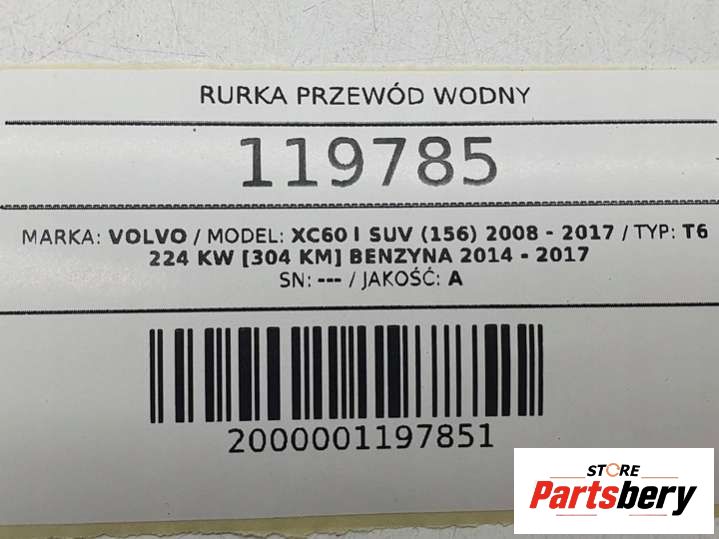 RURKA PRZEWÓD WODNY
119785
MARKA: VOLVO / MODEL: XC60 I SUV (156) 2008 - 2017 / TYP: T6
224 KW [304 KM] BENZYNA 2014 - 2017
SN: --- / JAKOŚĆ: A
2000001197851
STORE
Partsbery